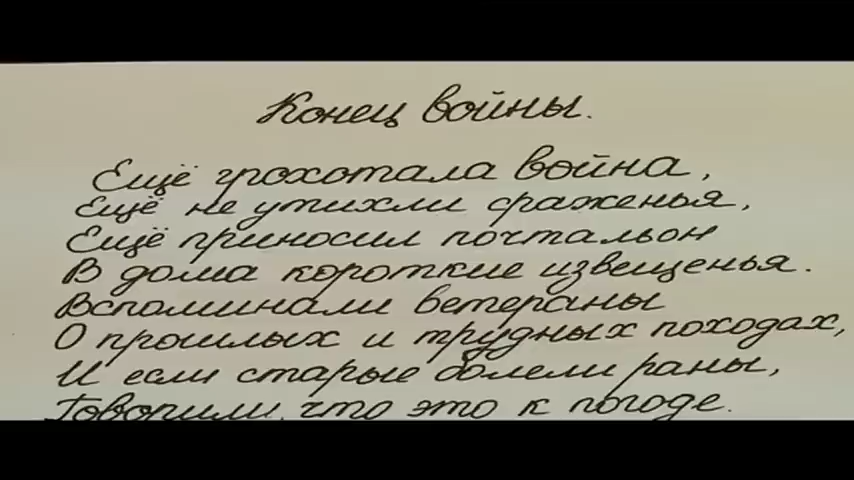 Конец войны.
Ещё грохотала война,
Ещё не утихли сраженья,
Ещё приносил почтальон
В дома короткие извещенья.
Вспоминали ветераны
О прошлых и трудных походах,
И если старые болели раны,
Говорили, что это к погоде.